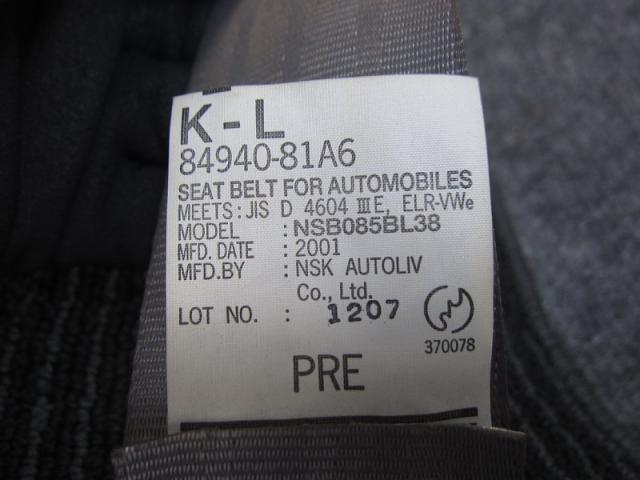 K-L
84940-81A6
SEAT BELT FOR AUTOMOBILES
MEETS: JIS D 4604 ⅢE, ELR-VWe
MODEL : NSB085BL38
MFD. DATE : 2001
MFD.BY : NSK AUTOLIV
Co., Ltd.
LOT NO. : 1207
370078
PRE